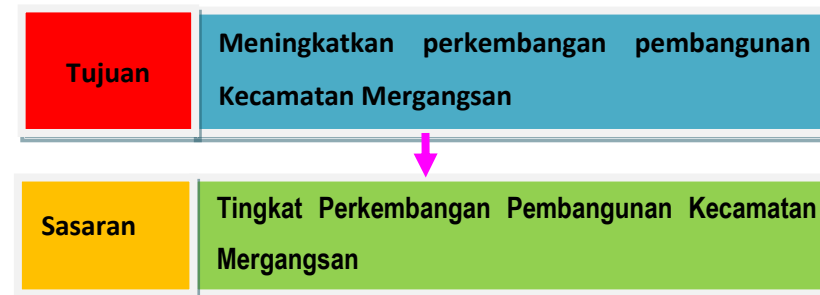 Tujuan
Meningkatkan perkembangan pembangunan
Kecamatan Mergangsan
Sasaran
Tingkat Perkembangan Pembangunan Kecamatan
Mergangsan